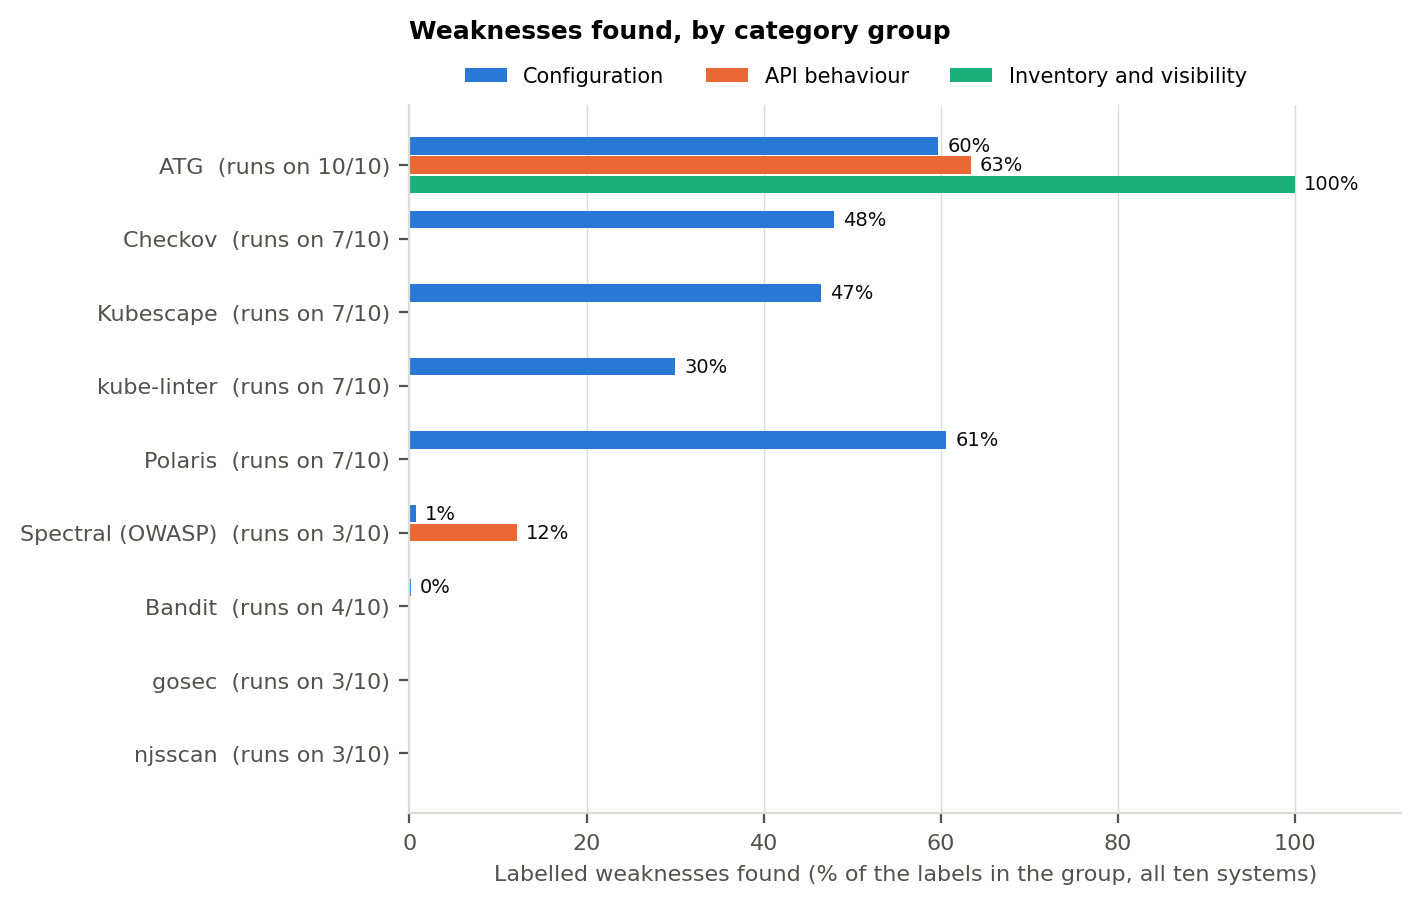 Weaknesses found, by category group
Configuration API behaviour Inventory and visibility
ATG (runs on 10/10)
60%
63%
100%
Checkov (runs on 7/10)
48%
Kubescape (runs on 7/10)
47%
kube-linter (runs on 7/10)
30%
Polaris (runs on 7/10)
61%
Spectral (OWASP) (runs on 3/10)
1%
12%
Bandit (runs on 4/10)
0%
gosec (runs on 3/10)
njsscan (runs on 3/10)
0 20 40 60 80 100
Labelled weaknesses found (% of the labels in the group, all ten systems)